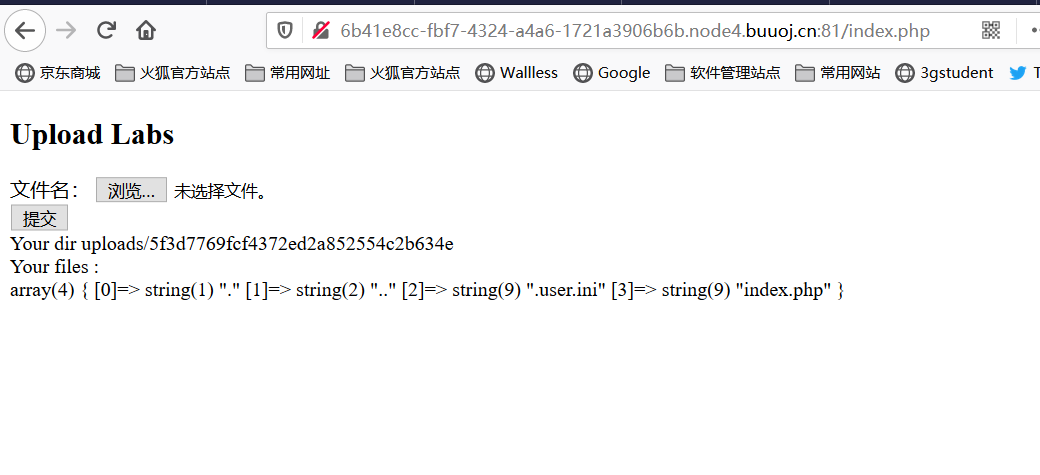 6b41e8cc-fbf7-4324-a4a6-1721a3906b6b.node4.buuoj.cn:81/index.php
京东商城 火狐官方站点 常用网址 火狐官方站点 Wallless Google 软件管理站点 常用网站 3gstudent T
Upload Labs
文件名： 浏览... 未选择文件。
提交
Your dir uploads/5f3d7769fcf4372ed2a852554c2b634e
Your files :
array(4) { [0]=> string(1) "." [1]=> string(2) ".." [2]=> string(9) ".user.ini" [3]=> string(9) "index.php" }